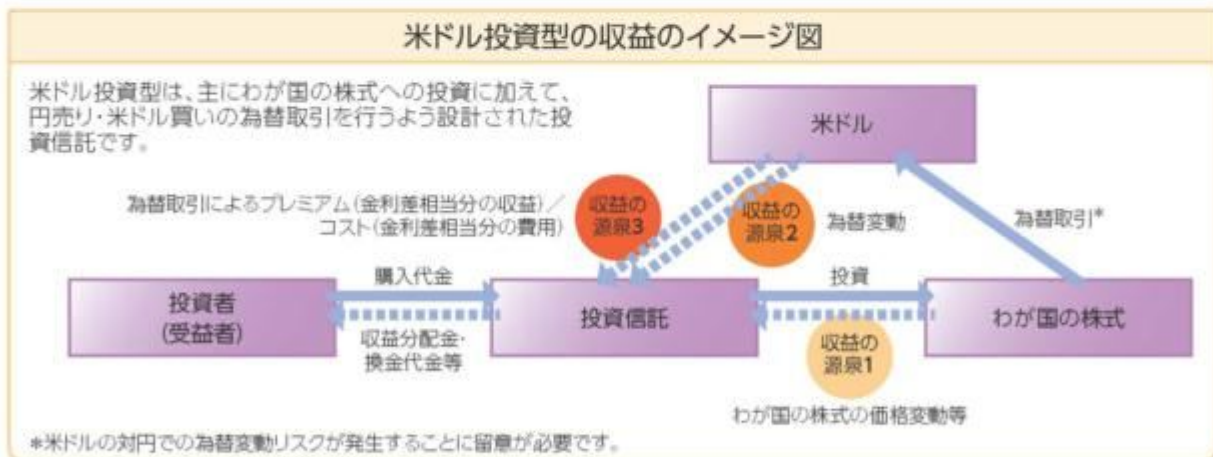 米ドル投資型の収益のイメージ図
米ドル投資型は、主にわが国の株式への投資に加えて、
円売り・米ドル買いの為替取引を行うよう設計された投
資信託です。
米ドル
為替取引によるプレミアム(金利差相当分の収益)/
コスト(金利差相当分の費用)
収益の
源泉3
収益の
源泉2
為替変動
為替取引*
購入代金
投資
投資者
(受益者)
投資信託
わが国の株式
収益分配金・
換金代金等
収益の
源泉1
わが国の株式の価格変動等
*米ドルの対円での為替変動リスクが発生することに留意が必要です。